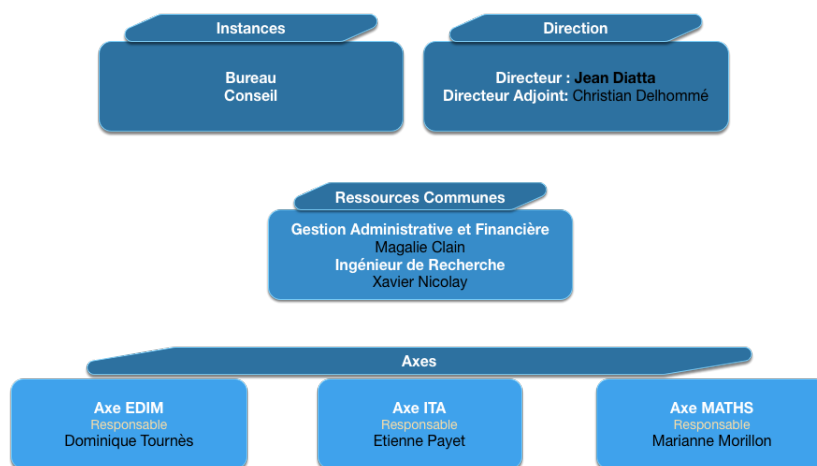 Instances
Bureau
Conseil
Direction
Directeur : Jean Diatta
Directeur Adjoint: Christian Delhommé
Ressources Communes
Gestion Administrative et Financière
Magalie Clain
Ingénieur de Recherche
Xavier Nicolay
Axes
Axe EDIM
Responsable
Dominique Tournès
Axe ITA
Responsable
Etienne Payet
Axe MATHS
Responsable
Marianne Morillon